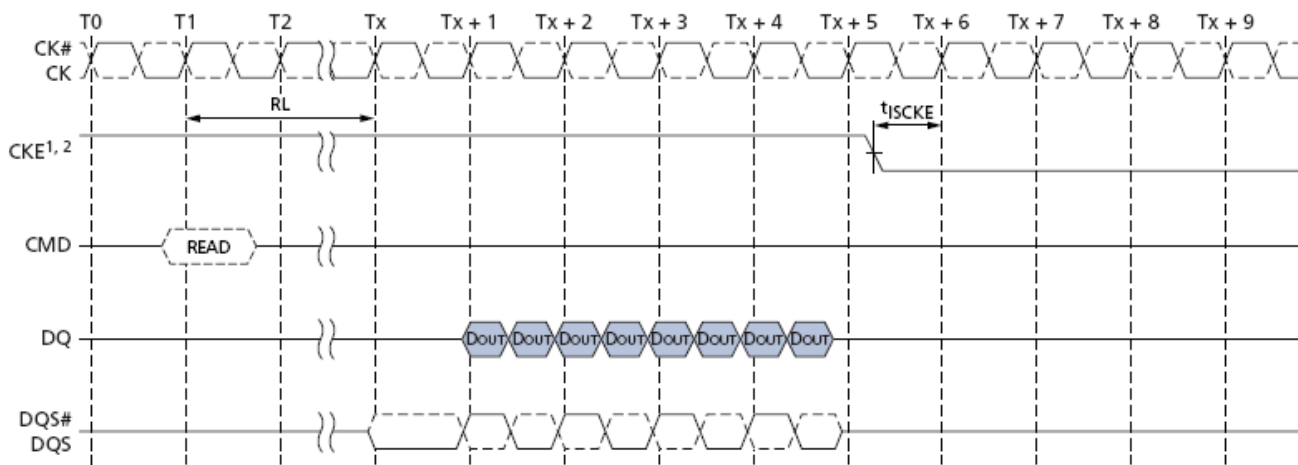 T0 T1 T2 Tx Tx + 1 Tx + 2 Tx + 3 Tx + 4 Tx + 5 Tx + 6 Tx + 7 Tx + 8 Tx + 9
CK#
CK
RL
tISCKE
CKE1, 2
CMD
READ
DQ
DOUT DOUT DOUT DOUT DOUT DOUT DOUT DOUT
DQS#
DQS